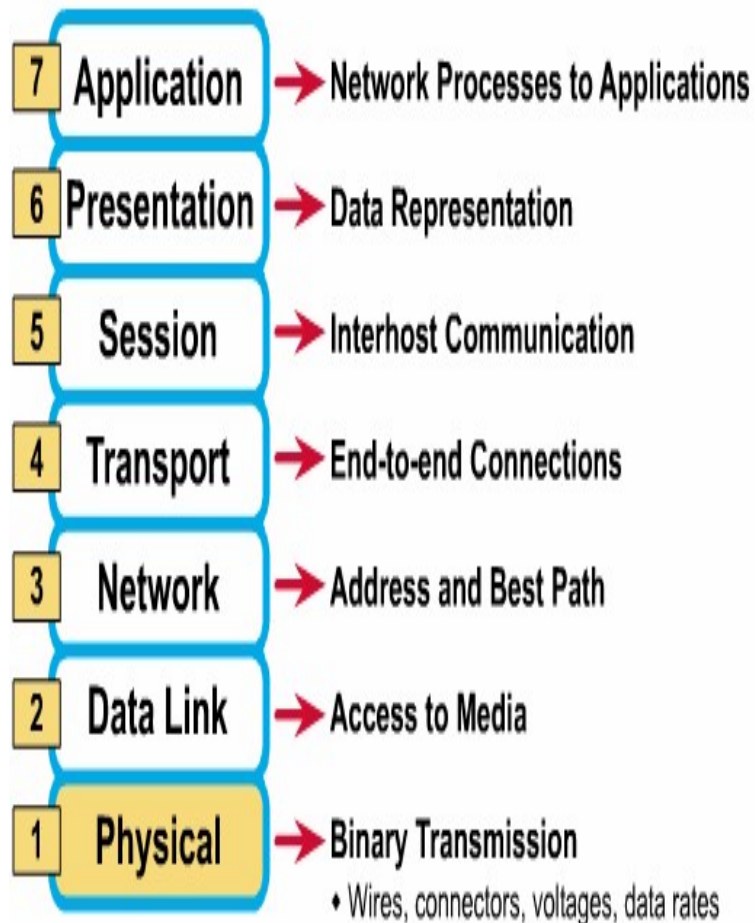 7 Application Network Processes to Applications
6 Presentation Data Representation
5 Session Interhost Communication
4 Transport End-to-end Connections
3 Network Address and Best Path
2 Data Link Access to Media
1 Physical Binary Transmission
• Wires, connectors, voltages, data rates